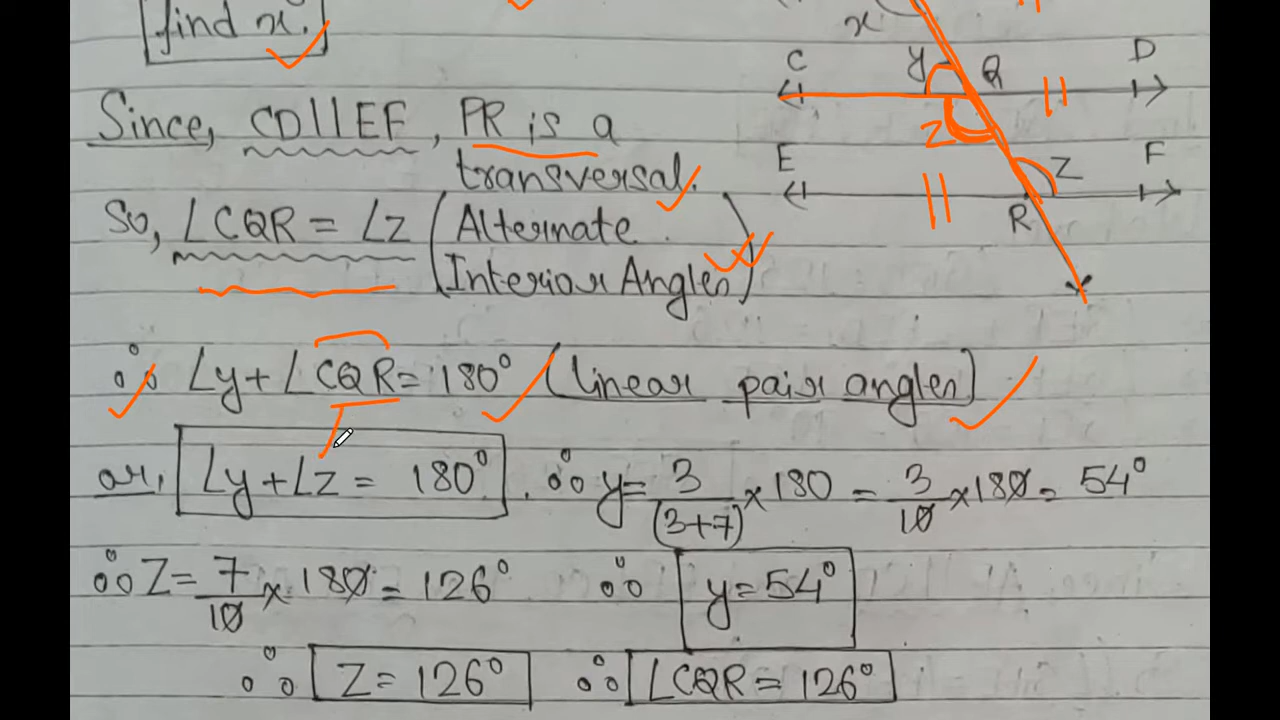 find x.
Since, CD||EF, PR is a
transversal.
So, ∠CQR = ∠z (Alternate
Interior Angles)
∴ ∠y + ∠CQR = 180° (linear pair angles)
or, ∠y + ∠z = 180°. ∴ y = 3/(3+7) × 180 = 3/10 × 180 = 54°
∴ Z = 7/10 × 180 = 126° ∴ y = 54°
∴ Z = 126° ∴ ∠CQR = 126°
x
C y Q D
Z
E Z F
R